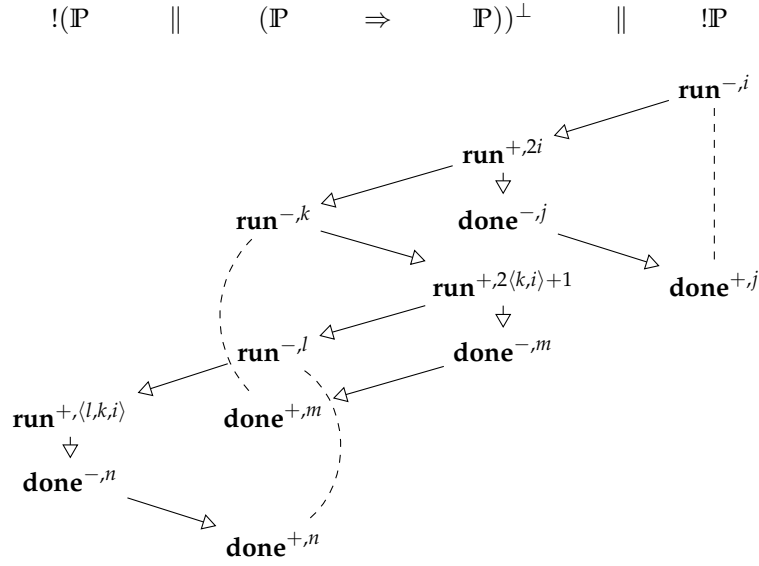 !(ℙ ∥ (ℙ ⇒ ℙ))⊥ ∥ !ℙ
run−,i
run+,2i
run−,k done−,j
run+,2⟨k,i⟩+1 done+,j
run−,l done−,m
run+,⟨l,k,i⟩ done+,m
done−,n
done+,n